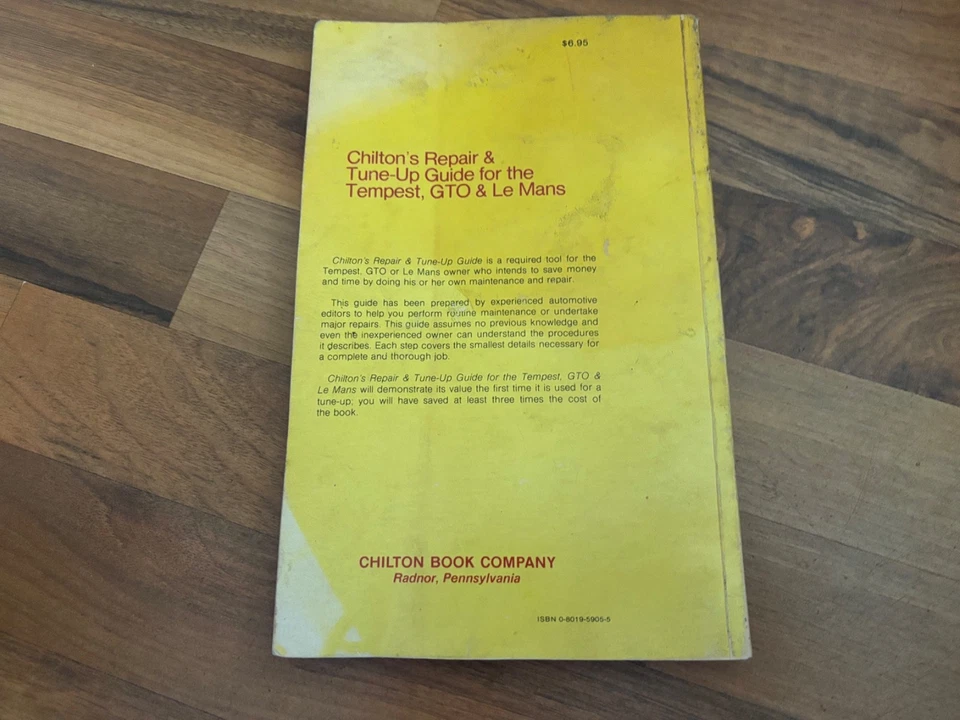 $6.95
Chilton's Repair &
Tune-Up Guide for the
Tempest, GTO & Le Mans
Chilton's Repair & Tune-Up Guide is a required tool for the
Tempest, GTO or Le Mans owner who intends to save money
and time by doing his or her own maintenance and repair.
This guide has been prepared by experienced automotive
editors to help you perform routine maintenance or undertake
major repairs. This guide assumes no previous knowledge and
even the inexperienced owner can understand the procedures
it describes. Each step covers the smallest details necessary for
a complete and thorough job.
Chilton's Repair & Tune-Up Guide for the Tempest, GTO &
Le Mans will demonstrate its value the first time it is used for a
tune-up; you will have saved at least three times the cost of
the book.
CHILTON BOOK COMPANY
Radnor, Pennsylvania
ISBN 0-8019-5905-5